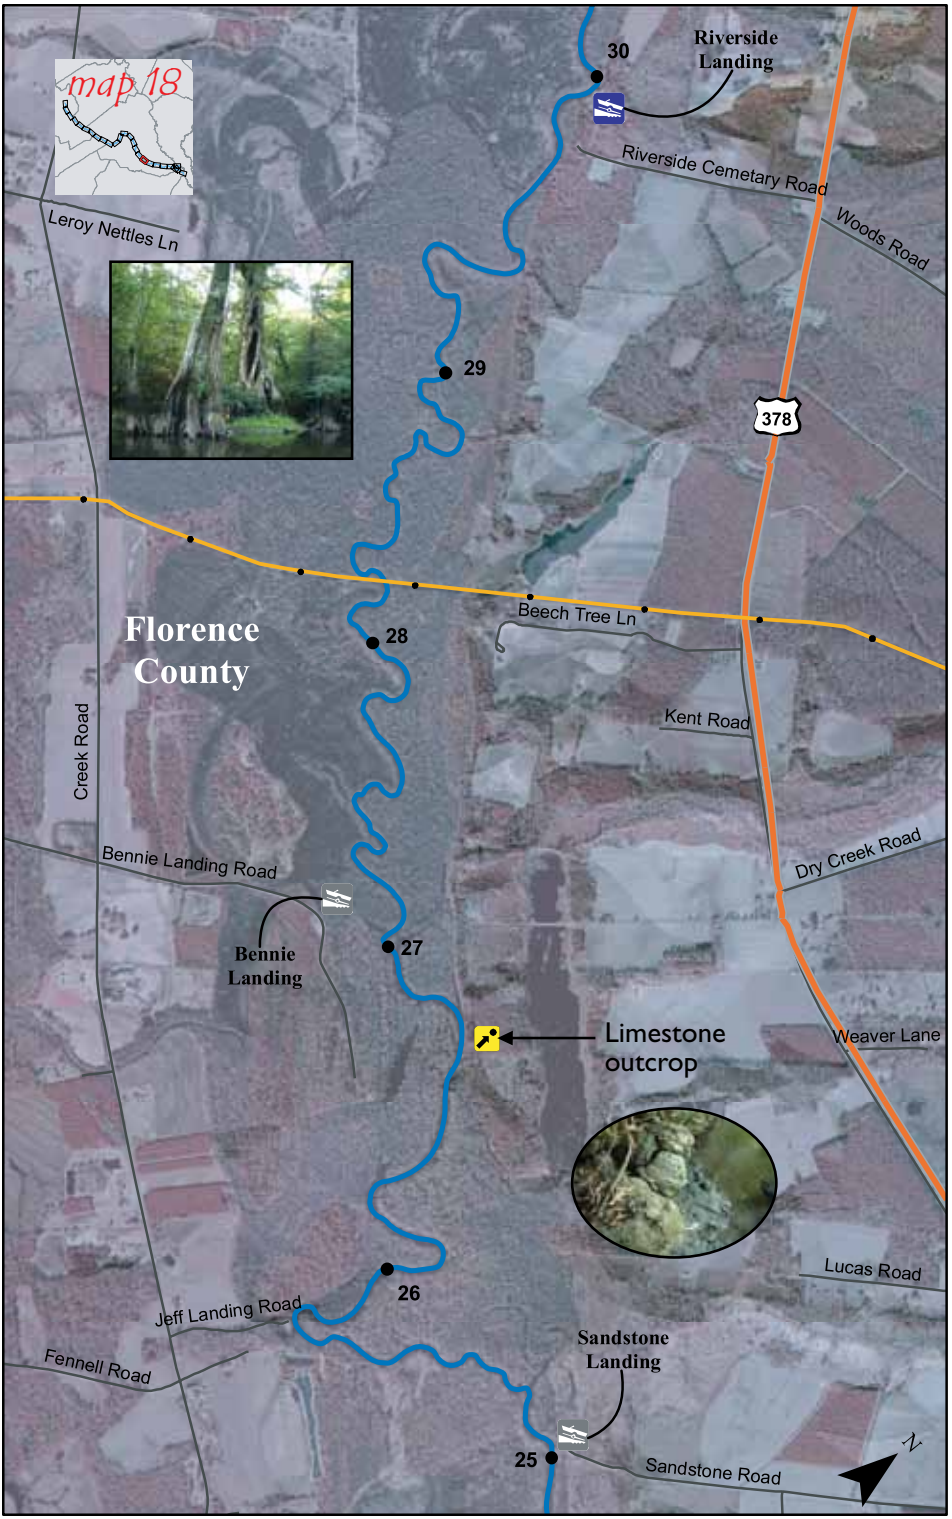 30
Riverside
Landing
map 18
Riverside Cemetary Road
Leroy Nettles Ln
Woods Road
29
378
Beech Tree Ln
Florence
County
28
Creek Road
Kent Road
Dry Creek Road
Bennie Landing Road
Bennie
Landing
27
Limestone
outcrop
Weaver Lane
Lucas Road
26
Jeff Landing Road
Sandstone
Landing
Fennell Road
25
Sandstone Road
N